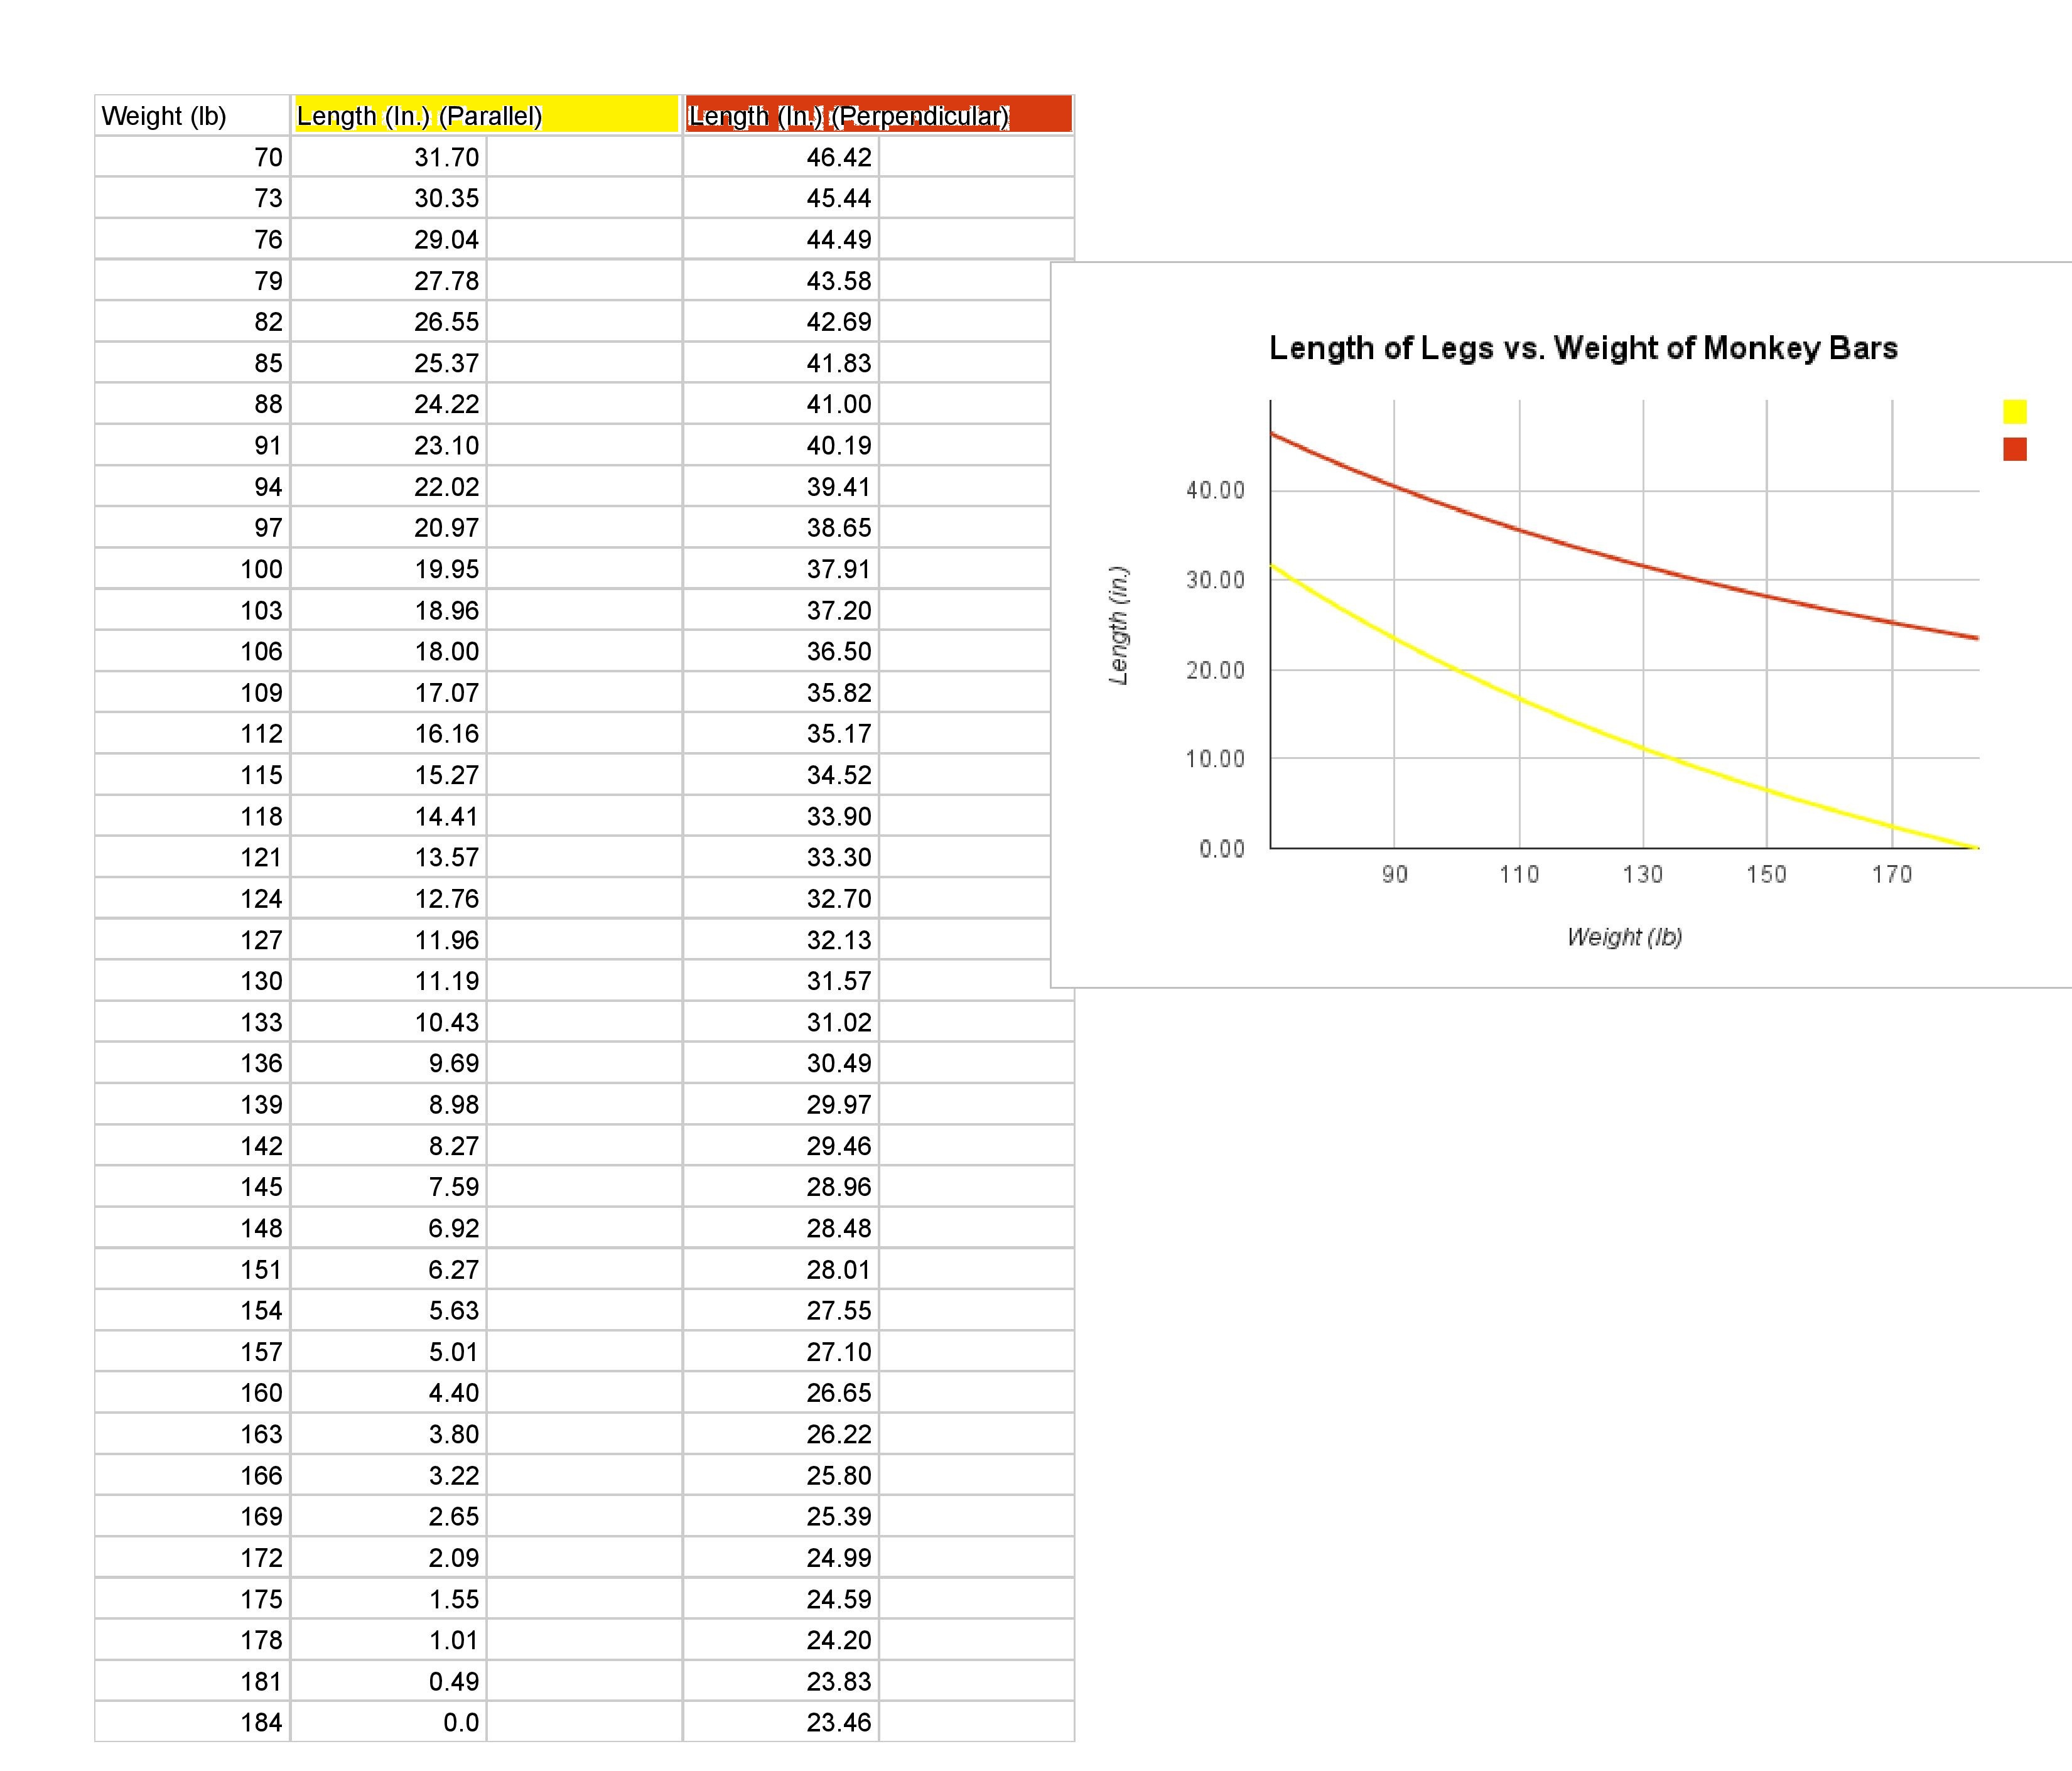 Weight (lb) Length (In.) (Parallel) Length (In.) (Perpendicular)
70 31.70 46.42
73 30.35 45.44
76 29.04 44.49
79 27.78 43.58
82 26.55 42.69
85 25.37 41.83
88 24.22 41.00
91 23.10 40.19
94 22.02 39.41
97 20.97 38.65
100 19.95 37.91
103 18.96 37.20
106 18.00 36.50
109 17.07 35.82
112 16.16 35.17
115 15.27 34.52
118 14.41 33.90
121 13.57 33.30
124 12.76 32.70
127 11.96 32.13
130 11.19 31.57
133 10.43 31.02
136 9.69 30.49
139 8.98 29.97
142 8.27 29.46
145 7.59 28.96
148 6.92 28.48
151 6.27 28.01
154 5.63 27.55
157 5.01 27.10
160 4.40 26.65
163 3.80 26.22
166 3.22 25.80
169 2.65 25.39
172 2.09 24.99
175 1.55 24.59
178 1.01 24.20
181 0.49 23.83
184 0.0 23.46
Length of Legs vs. Weight of Monkey Bars
Length (in.)
40.00
30.00
20.00
10.00
0.00
90 110 130 150 170
Weight (lb)